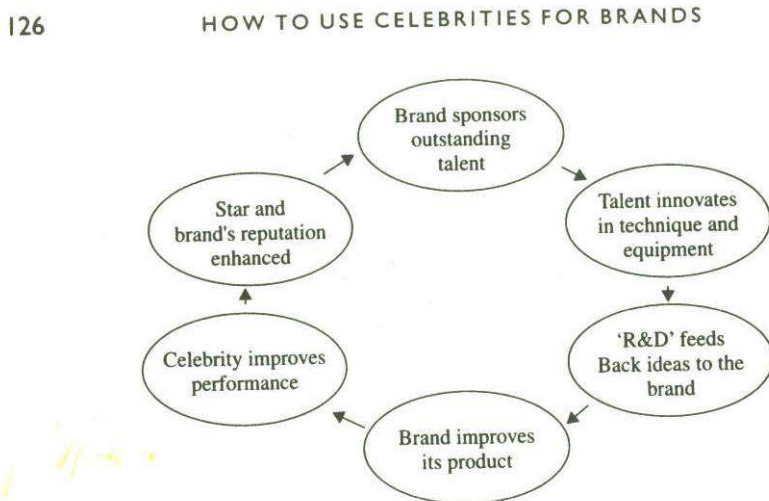 126 HOW TO USE CELEBRITIES FOR BRANDS
Brand sponsors
outstanding
talent
Talent innovates
in technique and
equipment
'R&D' feeds
Back ideas to the
brand
Brand improves
its product
Celebrity improves
performance
Star and
brand's reputation
enhanced